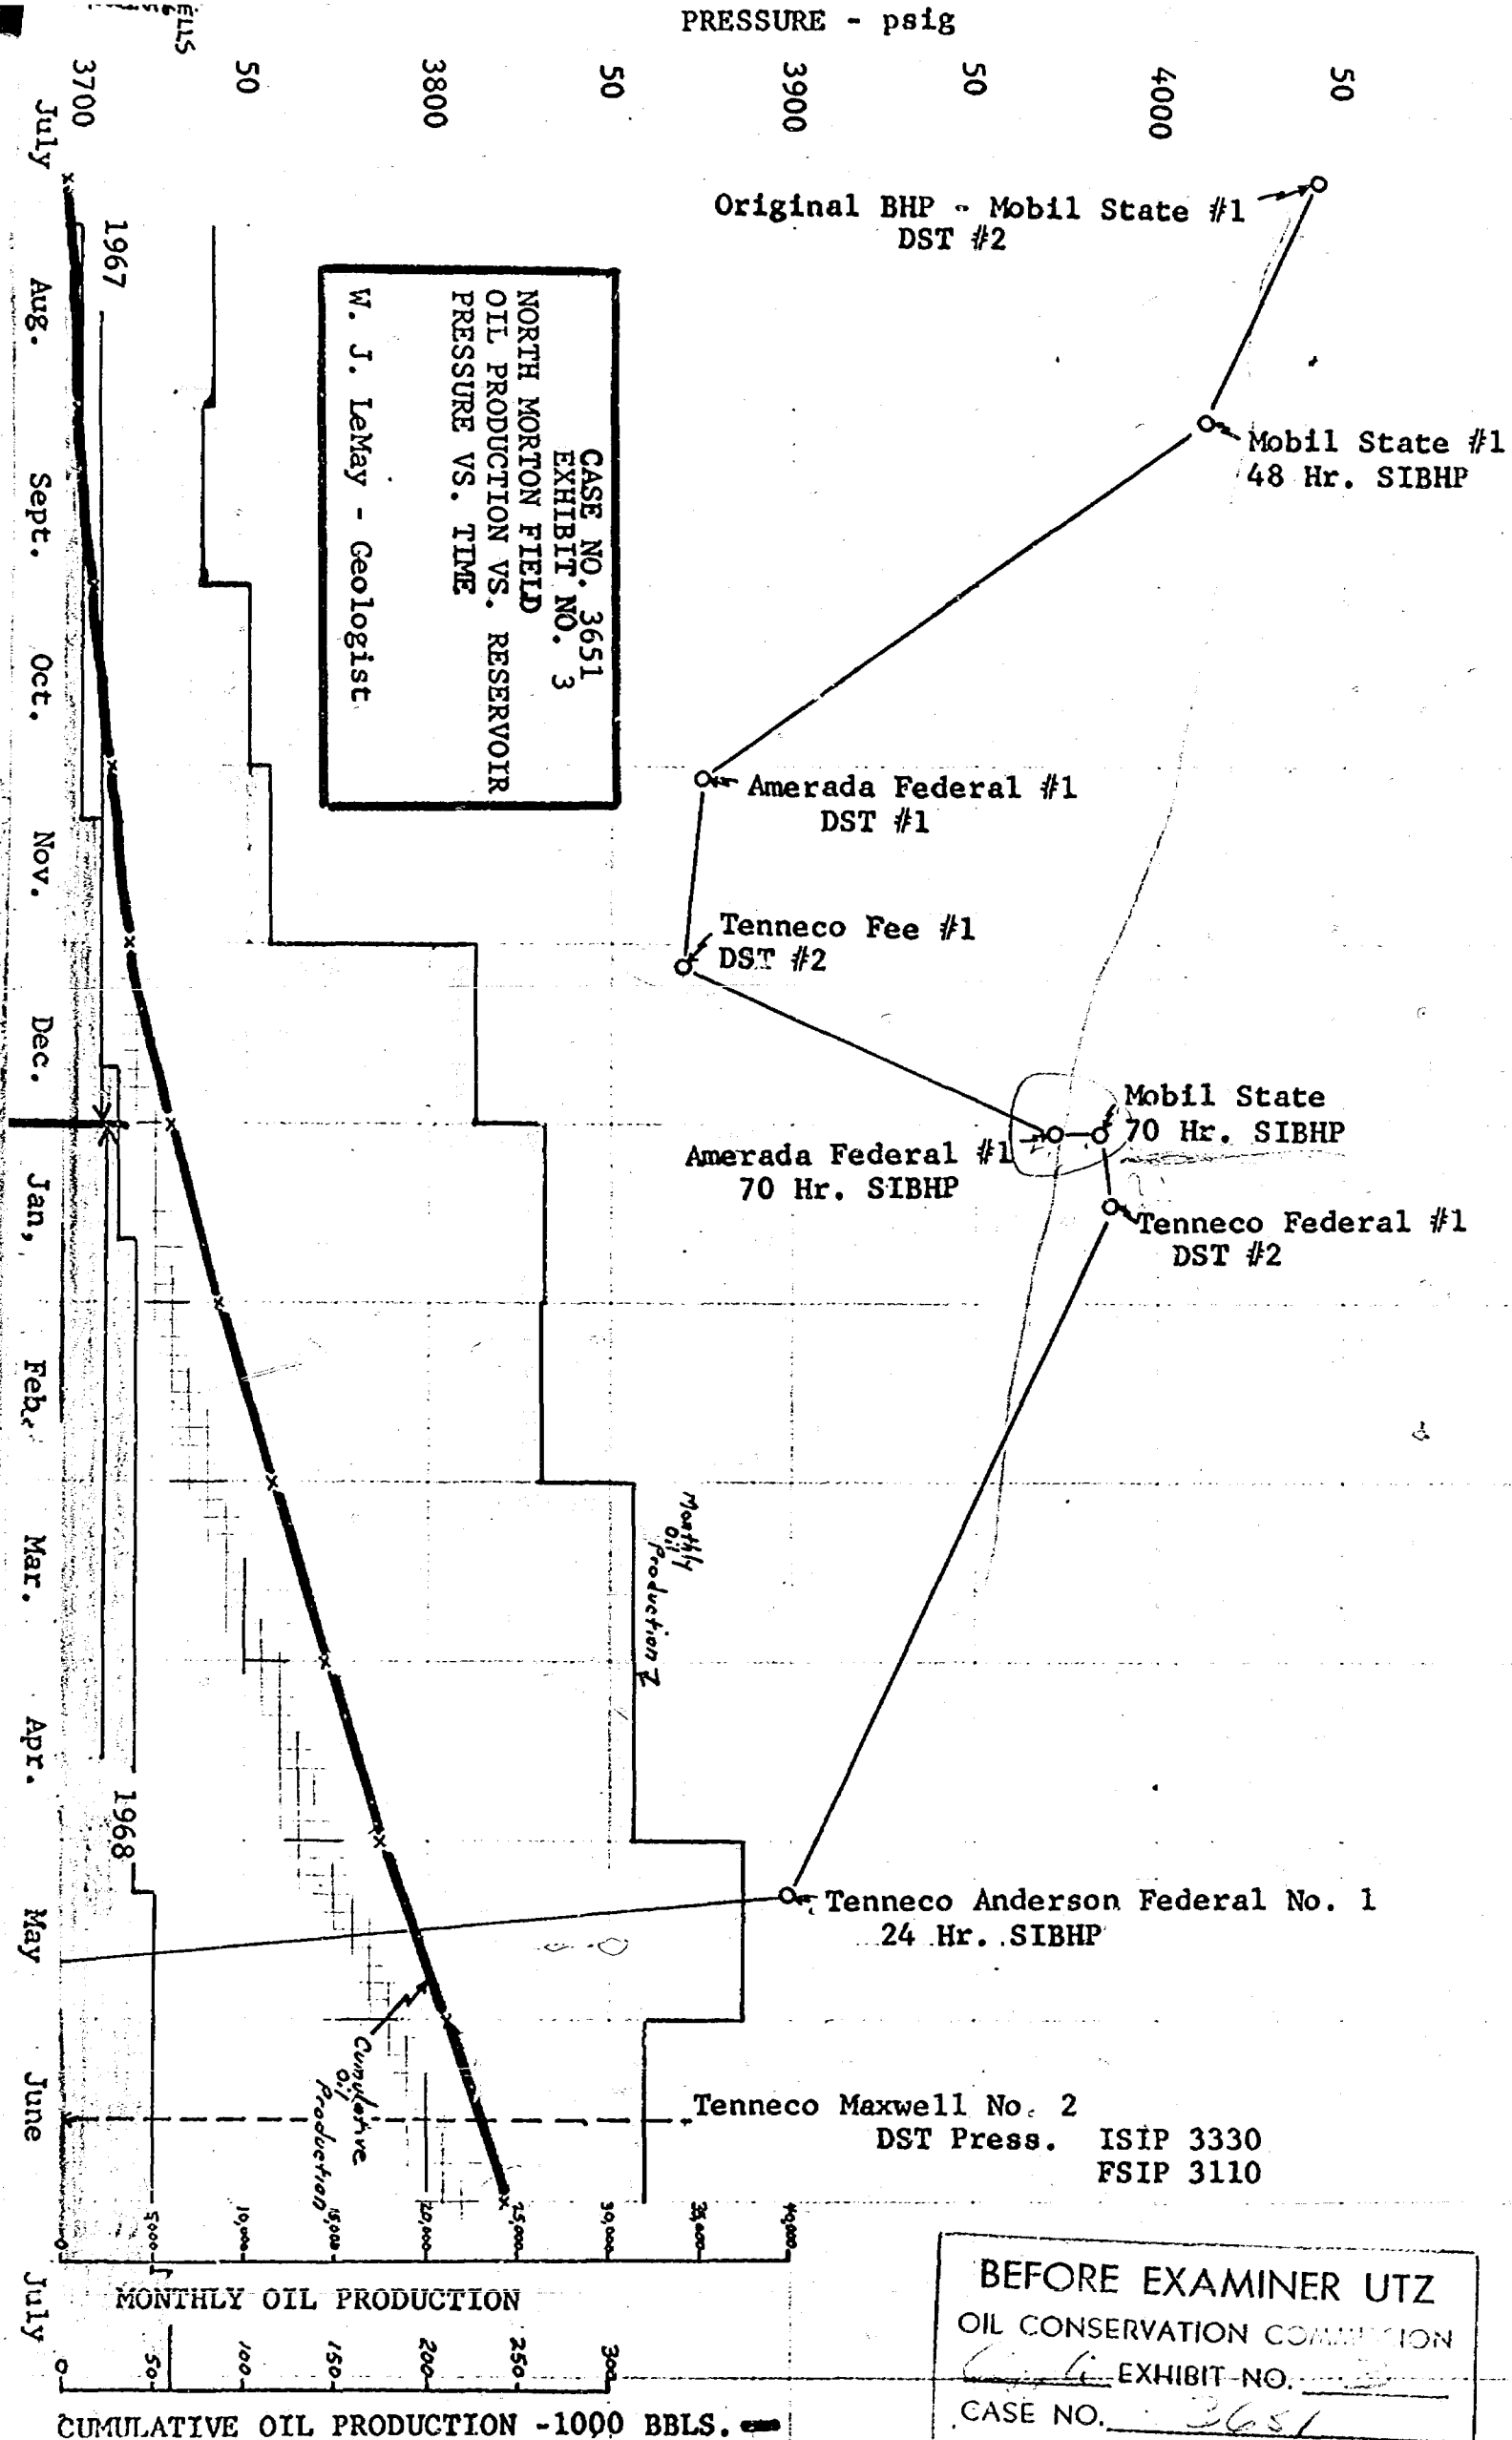 PRESSURE - psig
ELLS
3700
50
3800
50
3900
50
4000
50
Original BHP - Mobil State #1
DST #2
Mobil State #1
48 Hr. SIBHP
CASE NO. 3651
EXHIBIT NO. 3
NORTH MORTON FIELD
OIL PRODUCTION VS. RESERVOIR
PRESSURE VS. TIME
W. J. LeMay - Geologist
Amerada Federal #1
DST #1
Tenneco Fee #1
DST #2
Mobil State
70 Hr. SIBHP
Amerada Federal #1
70 Hr. SIBHP
Tenneco Federal #1
DST #2
Monthly
Oil
Production
Tenneco Anderson Federal No. 1
24 Hr. SIBHP
Cumulative
Oil
Production
Tenneco Maxwell No. 2
DST Press. ISIP 3330
FSIP 3110
July
Aug.
Sept.
Oct.
Nov.
Dec.
Jan,
Feb.
Mar.
Apr.
May
June
July
1967
1968
0
5000
10,000
15,000
20,000
25,000
30,000
35,000
40,000
MONTHLY OIL PRODUCTION
0
50
100
150
200
250
300
CUMULATIVE OIL PRODUCTION -1000 BBLS.
BEFORE EXAMINER UTZ
OIL CONSERVATION COMMISSION
EXHIBIT NO.
CASE NO. 3651